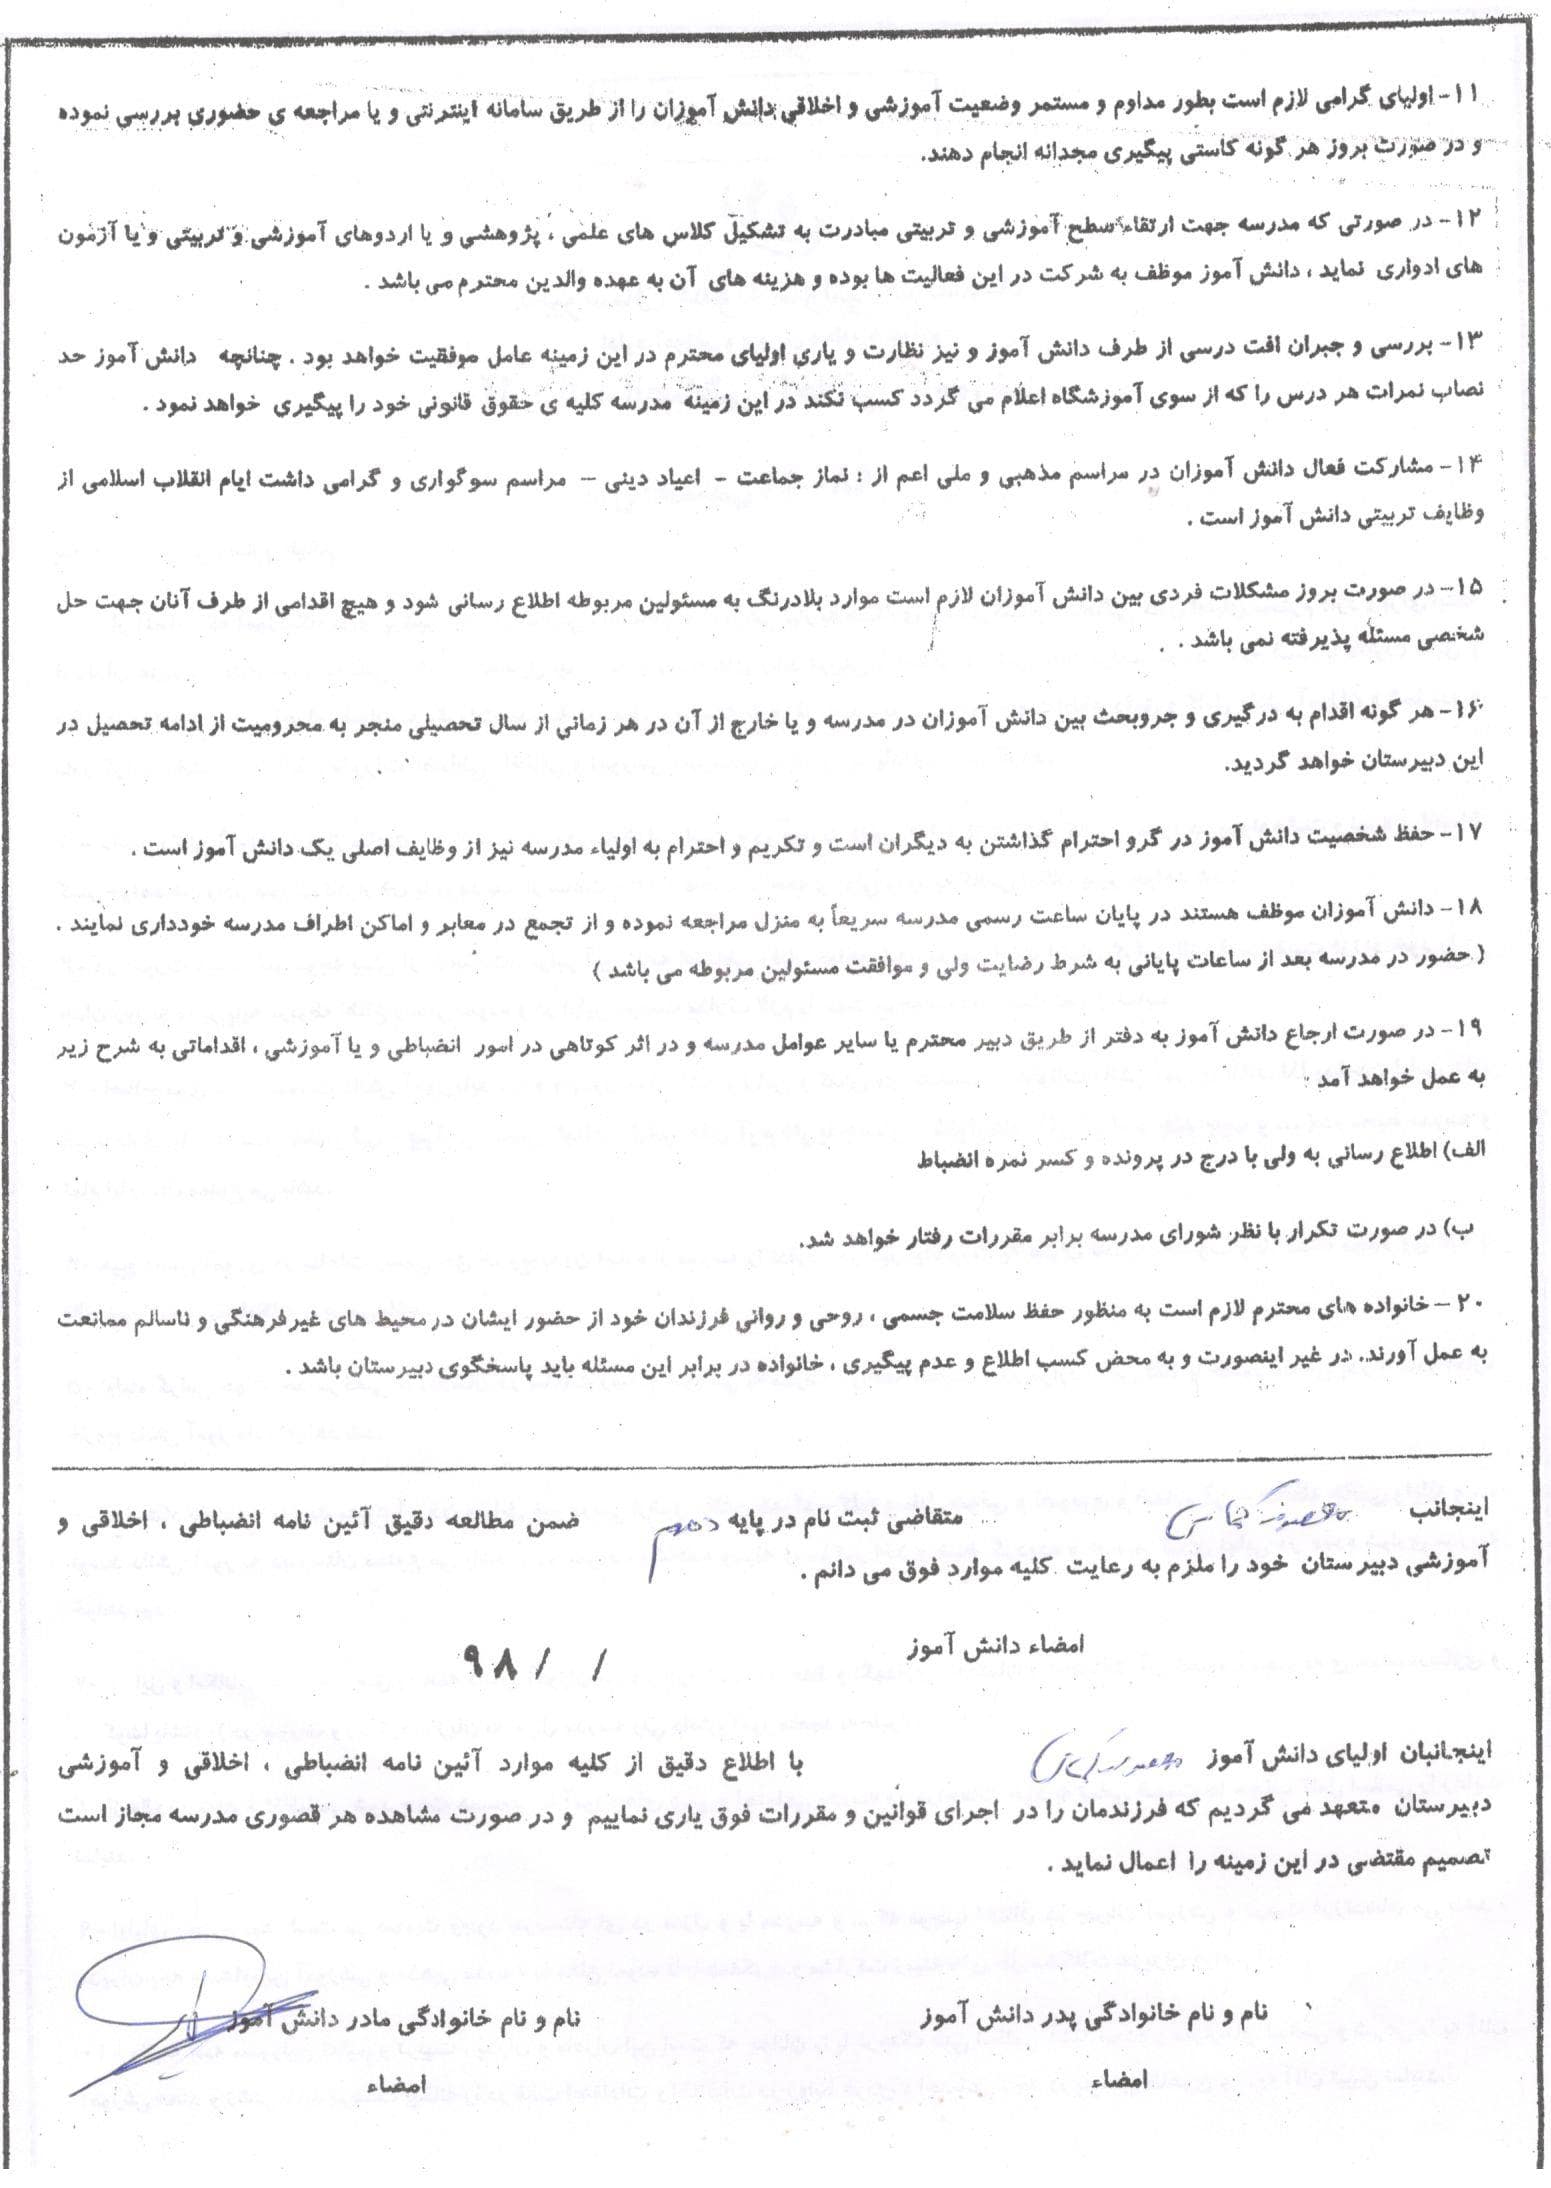 ۱۱- اولیای گرامی لازم است بطور مداوم و مستمر وضعیت آموزشی و اخلاقی دانش آموزان را از طریق سامانه اینترنتی و یا مراجعه ی حضوری بررسی نموده
و در صورت بروز هر گونه کاستی پیگیری مجدانه انجام دهند.
۱۲- در صورتی که مدرسه جهت ارتقاء سطح آموزشی و تربیتی مبادرت به تشکیل کلاس های علمی ، پژوهشی و یا اردوهای آموزشی و تربیتی و یا آزمون
های ادواری نماید ، دانش آموز موظف به شرکت در این فعالیت ها بوده و هزینه های آن به عهده والدین محترم می باشد .
۱۳- بررسی و جبران افت درسی از طرف دانش آموز و نیز نظارت و یاری اولیای محترم در این زمینه عامل موفقیت خواهد بود . چنانچه دانش آموز حد
نصاب نمرات هر درس را که از سوی آموزشگاه اعلام می گردد کسب نکند در این زمینه مدرسه کلیه ی حقوق قانونی خود را پیگیری خواهد نمود .
۱۴- مشارکت فعال دانش آموزان در مراسم مذهبی و ملی اعم از : نماز جماعت - اعیاد دینی – مراسم سوگواری و گرامی داشت ایام انقلاب اسلامی از
وظایف تربیتی دانش آموز است .
۱۵- در صورت بروز مشکلات فردی بین دانش آموزان لازم است موارد بلادرنگ به مسئولین مربوطه اطلاع رسانی شود و هیچ اقدامی از طرف آنان جهت حل
شخصی مسئله پذیرفته نمی باشد .
۱۶- هر گونه اقدام به درگیری و جروبحث بین دانش آموزان در مدرسه و یا خارج از آن در هر زمانی از سال تحصیلی منجر به محرومیت از ادامه تحصیل در
این دبیرستان خواهد گردید.
۱۷- حفظ شخصیت دانش آموز در گرو احترام گذاشتن به دیگران است و تکریم و احترام به اولیاء مدرسه نیز از وظایف اصلی یک دانش آموز است .
۱۸- دانش آموزان موظف هستند در پایان ساعت رسمی مدرسه سریعاً به منزل مراجعه نموده و از تجمع در معابر و اماکن اطراف مدرسه خودداری نمایند .
( حضور در مدرسه بعد از ساعات پایانی به شرط رضایت ولی و موافقت مسئولین مربوطه می باشد )
۱۹- در صورت ارجاع دانش آموز به دفتر از طریق دبیر محترم یا سایر عوامل مدرسه و در اثر کوتاهی در امور انضباطی و یا آموزشی ، اقداماتی به شرح زیر
به عمل خواهد آمد :
الف) اطلاع رسانی به ولی با درج در پرونده و کسر نمره انضباط
ب) در صورت تکرار با نظر شورای مدرسه برابر مقررات رفتار خواهد شد.
۲۰ – خانواده های محترم لازم است به منظور حفظ سلامت جسمی ، روحی و روانی فرزندان خود از حضور ایشان در محیط های غیرفرهنگی و ناسالم ممانعت
به عمل آورند. در غیر اینصورت و به محض کسب اطلاع و عدم پیگیری ، خانواده در برابر این مسئله باید پاسخگوی دبیرستان باشد .
اینجانب متقاضی ثبت نام در پایه دهم ضمن مطالعه دقیق آئین نامه انضباطی ، اخلاقی و
آموزشی دبیرستان خود را ملزم به رعایت کلیه موارد فوق می دانم .
امضاء دانش آموز / / ۹۸
اینجانبان اولیای دانش آموز با اطلاع دقیق از کلیه موارد آئین نامه انضباطی ، اخلاقی و آموزشی
دبیرستان متعهد می گردیم که فرزندمان را در اجرای قوانین و مقررات فوق یاری نماییم و در صورت مشاهده هر قصوری مدرسه مجاز است
تصمیم مقتضی در این زمینه را اعمال نماید .
نام و نام خانوادگی پدر دانش آموز نام و نام خانوادگی مادر دانش آموز
امضاء امضاء